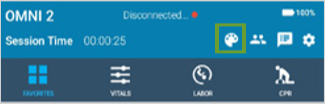 OMNI 2 Disconnected... 100%
Session Time 00:00:25
FAVORITES VITALS LABOR CPR